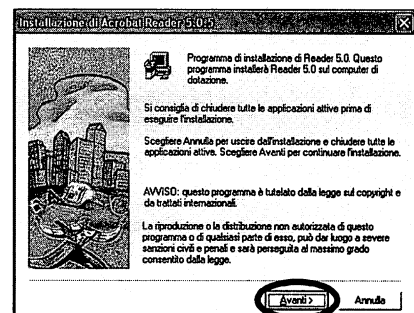 Installazione di Acrobat Reader 5.0.5
Programma di installazione di Reader 5.0. Questo
programma installerà Reader 5.0 sul computer di
dotazione.
Si consiglia di chiudere tutte le applicazioni attive prima di
eseguire l'installazione.
Scegliere Annulla per uscire dall'installazione e chiudere tutte le
applicazioni attive. Scegliere Avanti per continuare l'installazione.
AVVISO: questo programma è tutelato dalla legge sul copyright e
da trattati internazionali.
La riproduzione o la distribuzione non autorizzata di questo
programma o di qualsiasi parte di esso, può dar luogo a severe
sanzioni civili e penali e sarà perseguita al massimo grado
consentito dalla legge.
Avanti >
Annulla